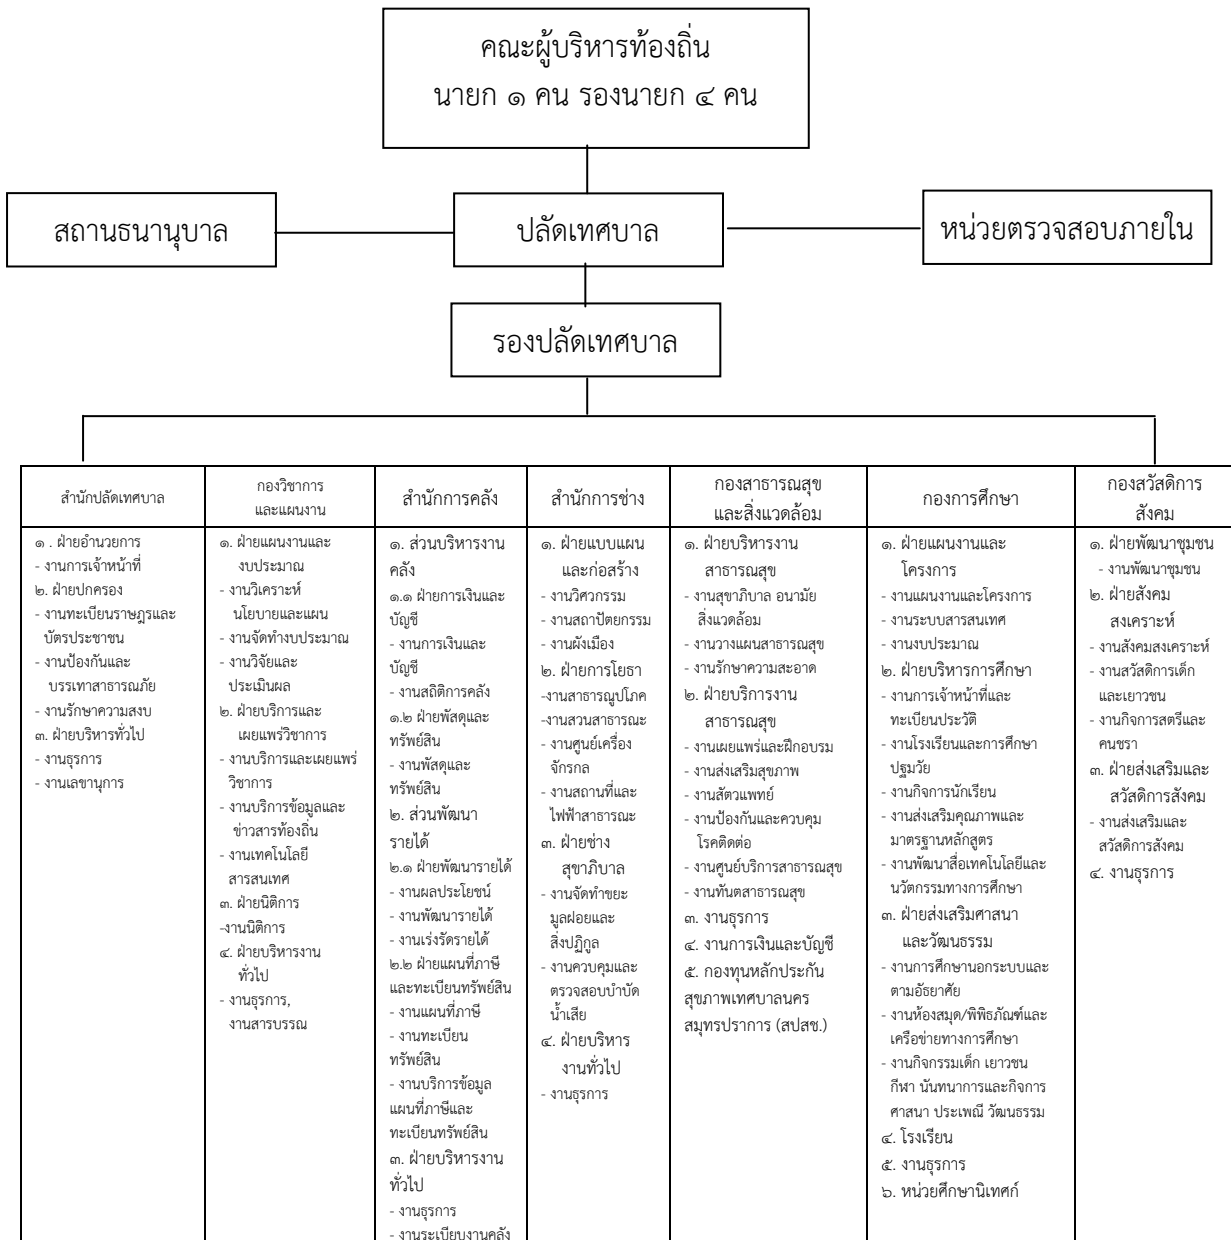 คณะผู้บริหารท้องถิ่น
นายก ๑ คน รองนายก ๔ คน
สถานธนานุบาล
ปลัดเทศบาล
หน่วยตรวจสอบภายใน
รองปลัดเทศบาล
สำนักปลัดเทศบาล
๑ . ฝ่ายอำนวยการ
- งานการเจ้าหน้าที่
๒. ฝ่ายปกครอง
- งานทะเบียนราษฎรและ
บัตรประชาชน
- งานป้องกันและ
บรรเทาสาธารณภัย
- งานรักษาความสงบ
๓. ฝ่ายบริหารทั่วไป
- งานธุรการ
- งานเลขานุการ
กองวิชาการ
และแผนงาน
๑. ฝ่ายแผนงานและ
งบประมาณ
- งานวิเคราะห์
นโยบายและแผน
- งานจัดทำงบประมาณ
- งานวิจัยและ
ประเมินผล
๒. ฝ่ายบริการและ
เผยแพร่วิชาการ
- งานบริการและเผยแพร่
วิชาการ
- งานบริการข้อมูลและ
ข่าวสารท้องถิ่น
- งานเทคโนโลยี
สารสนเทศ
๓. ฝ่ายนิติการ
-งานนิติการ
๔. ฝ่ายบริหารงาน
ทั่วไป
- งานธุรการ,
งานสารบรรณ
สำนักการคลัง
๑. ส่วนบริหารงาน
คลัง
๑.๑ ฝ่ายการเงินและ
บัญชี
- งานการเงินและ
บัญชี
- งานสถิติการคลัง
๑.๒ ฝ่ายพัสดุและ
ทรัพย์สิน
- งานพัสดุและ
ทรัพย์สิน
๒. ส่วนพัฒนา
รายได้
๒.๑ ฝ่ายพัฒนารายได้
- งานผลประโยชน์
- งานพัฒนารายได้
- งานเร่งรัดรายได้
๒.๒ ฝ่ายแผนที่ภาษี
และทะเบียนทรัพย์สิน
- งานแผนที่ภาษี
- งานทะเบียน
ทรัพย์สิน
- งานบริการข้อมูล
แผนที่ภาษีและ
ทะเบียนทรัพย์สิน
๓. ฝ่ายบริหารงาน
ทั่วไป
- งานธุรการ
- งานระเบียบงานคลัง
สำนักการช่าง
๑. ฝ่ายแบบแผน
และก่อสร้าง
- งานวิศวกรรม
- งานสถาปัตยกรรม
- งานผังเมือง
๒. ฝ่ายการโยธา
-งานสาธารณูปโภค
-งานสวนสาธารณะ
- งานศูนย์เครื่อง
จักรกล
- งานสถานที่และ
ไฟฟ้าสาธารณะ
๓. ฝ่ายช่าง
สุขาภิบาล
- งานจัดทำขยะ
มูลฝอยและ
สิ่งปฏิกูล
- งานควบคุมและ
ตรวจสอบบำบัด
น้ำเสีย
๔. ฝ่ายบริหาร
งานทั่วไป
- งานธุรการ
กองสาธารณสุข
และสิ่งแวดล้อม
๑. ฝ่ายบริหารงาน
สาธารณสุข
- งานสุขาภิบาล อนามัย
สิ่งแวดล้อม
- งานวางแผนสาธารณสุข
- งานรักษาความสะอาด
๒. ฝ่ายบริการงาน
สาธารณสุข
- งานเผยแพร่และฝึกอบรม
- งานส่งเสริมสุขภาพ
- งานสัตวแพทย์
- งานป้องกันและควบคุม
โรคติดต่อ
- งานศูนย์บริการสาธารณสุข
- งานทันตสาธารณสุข
๓. งานธุรการ
๔. งานการเงินและบัญชี
๕. กองทุนหลักประกัน
สุขภาพเทศบาลนคร
สมุทรปราการ (สปสช.)
กองการศึกษา
๑. ฝ่ายแผนงานและ
โครงการ
- งานแผนงานและโครงการ
- งานระบบสารสนเทศ
- งานงบประมาณ
๒. ฝ่ายบริหารการศึกษา
- งานการเจ้าหน้าที่และ
ทะเบียนประวัติ
- งานโรงเรียนและการศึกษา
ปฐมวัย
- งานกิจการนักเรียน
- งานส่งเสริมคุณภาพและ
มาตรฐานหลักสูตร
- งานพัฒนาสื่อเทคโนโลยีและ
นวัตกรรมทางการศึกษา
๓. ฝ่ายส่งเสริมศาสนา
และวัฒนธรรม
- งานการศึกษานอกระบบและ
ตามอัธยาศัย
- งานห้องสมุด/พิพิธภัณฑ์และ
เครือข่ายทางการศึกษา
- งานกิจกรรมเด็ก เยาวชน
กีฬา นันทนาการและกิจการ
ศาสนา ประเพณี วัฒนธรรม
๔. โรงเรียน
๕. งานธุรการ
๖. หน่วยศึกษานิเทศก์
กองสวัสดิการ
สังคม
๑. ฝ่ายพัฒนาชุมชน
- งานพัฒนาชุมชน
๒. ฝ่ายสังคม
สงเคราะห์
- งานสังคมสงเคราะห์
- งานสวัสดิการเด็ก
และเยาวชน
- งานกิจการสตรีและ
คนชรา
๓. ฝ่ายส่งเสริมและ
สวัสดิการสังคม
- งานส่งเสริมและ
สวัสดิการสังคม
๔. งานธุรการ